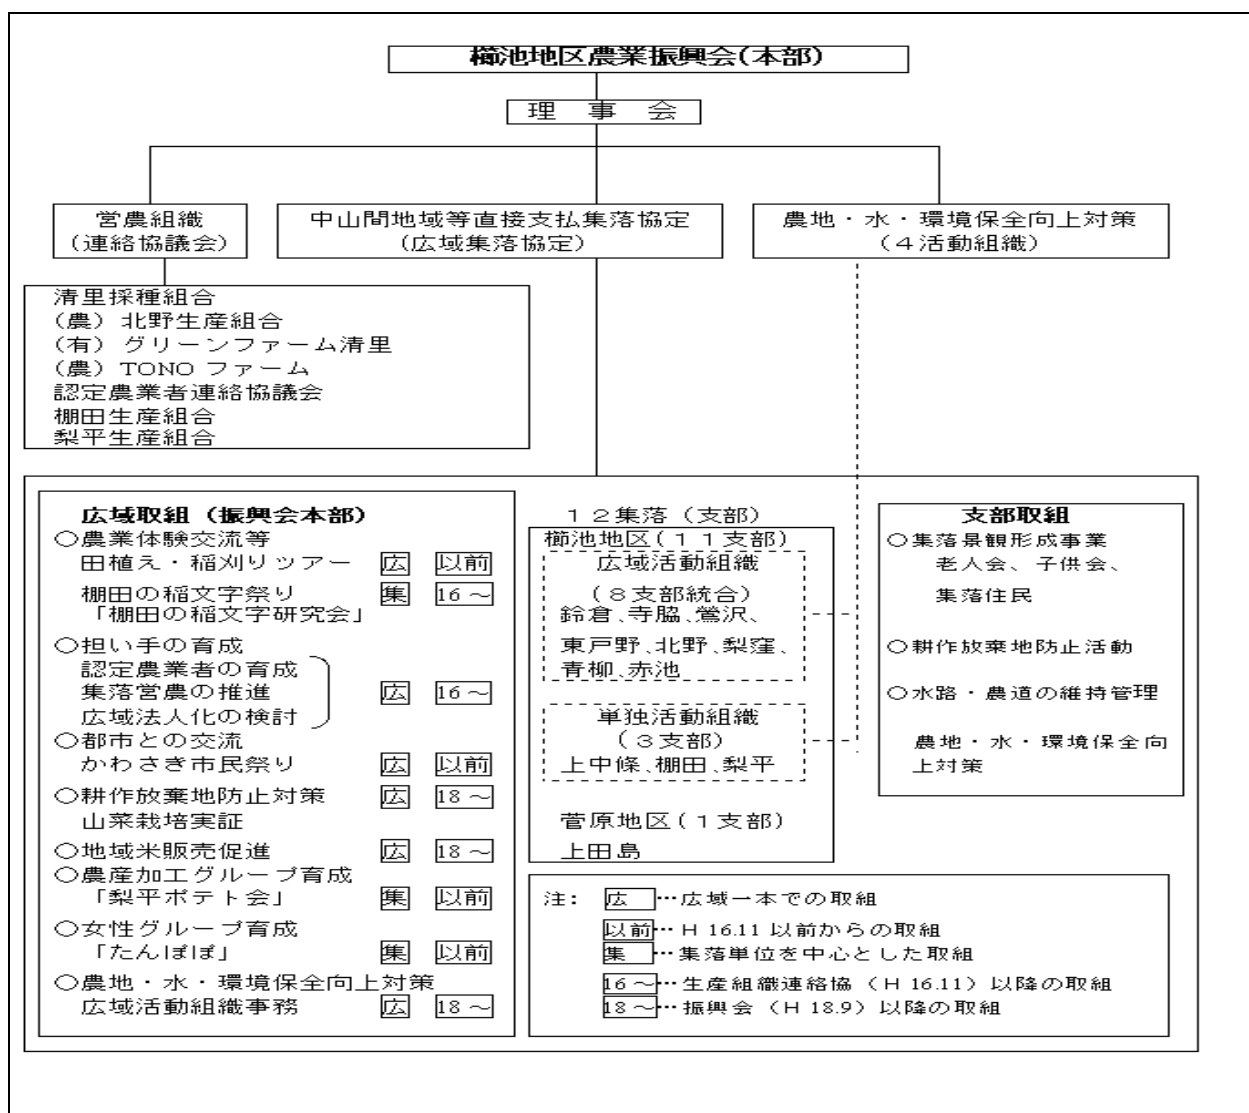 櫛池地区農業振興会(本部)
理事会
営農組織
(連絡協議会)
中山間地域等直接支払集落協定
(広域集落協定)
農地・水・環境保全向上対策
(4活動組織)
清里採種組合
(農) 北野生産組合
(有) グリーンファーム清里
(農) TONO ファーム
認定農業者連絡協議会
棚田生産組合
梨平生産組合
広域取組 (振興会本部)
○農業体験交流等
田植え・稲刈りツアー 広 以前
棚田の稲文字祭り 集 16～
「棚田の稲文字研究会」
○担い手の育成
認定農業者の育成
集落営農の推進 広 16～
広域法人化の検討
○都市との交流
かわさき市民祭り 広 以前
○耕作放棄地防止対策 広 18～
山菜栽培実証
○地域米販売促進 広 18～
○農産加工グループ育成
「梨平ポテト会」 集 以前
○女性グループ育成
「たんぽぽ」 集 以前
○農地・水・環境保全向上対策
広域活動組織事務 広 18～
12集落 (支部)
櫛池地区(11支部)
広域活動組織
(8支部統合)
鈴倉、寺脇、鶯沢、
東戸野、北野、梨窪、
青柳、赤池
単独活動組織
(3支部)
上中條、棚田、梨平
菅原地区(1支部)
上田島
支部取組
○集落景観形成事業
老人会、子供会、
集落住民
○耕作放棄地防止活動
○水路・農道の維持管理
農地・水・環境保全向
上対策
注: 広…広域一本での取組
以前…H 16.11 以前からの取組
集…集落単位を中心とした取組
16～…生産組織連絡協 (H 16.11) 以降の取組
18～…振興会 (H 18.9) 以降の取組